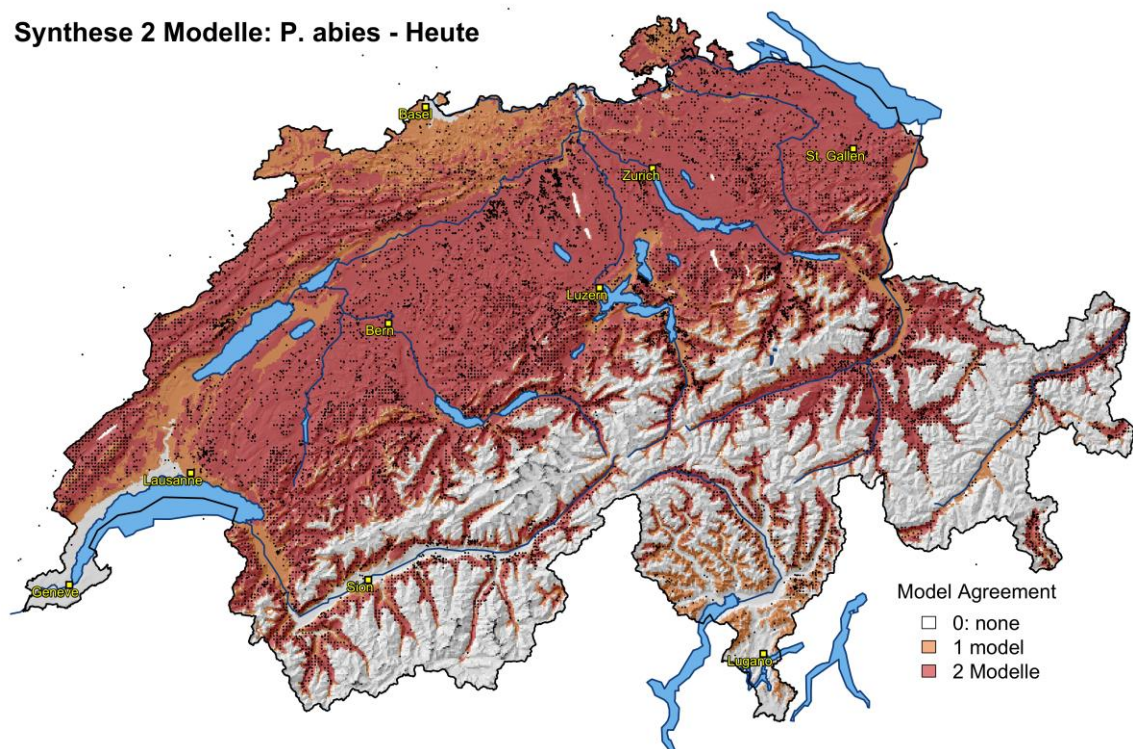 Synthese 2 Modelle: P. abies - Heute
Basel
St. Gallen
Zurich
Luzern
Bern
Lausanne
Geneve
Sion
Lugano
Model Agreement
0: none
1 model
2 Modelle